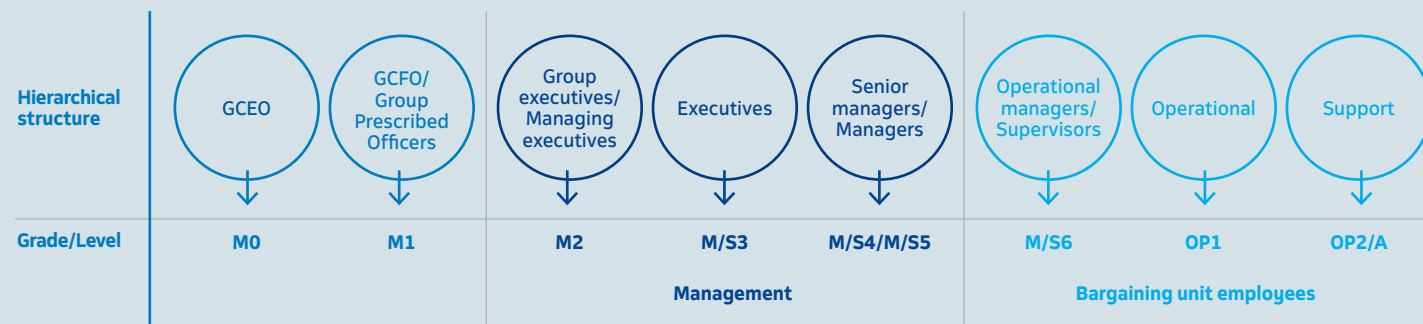 Hierarchical
structure
GCEO
GCFO/
Group
Prescribed
Officers
Group
executives/
Managing
executives
Executives
Senior
managers/
Managers
Operational
managers/
Supervisors
Operational
Support
Grade/Level
M0
M1
M2
M/S3
M/S4/M/S5
M/S6
OP1
OP2/A
Management
Bargaining unit employees